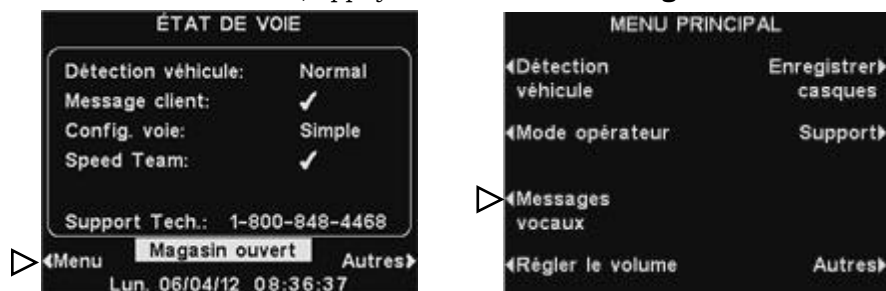 ÉTAT DE VOIE
Détection véhicule: Normal
Message client: ✓
Config. voie: Simple
Speed Team: ✓
Support Tech.: 1-800-848-4468
Magasin ouvert
Menu Autres
Lun. 06/04/12 08:36:37
MENU PRINCIPAL
Détection Enregistrer
véhicule casques
Mode opérateur Support
Messages
vocaux
Régler le volume Autres